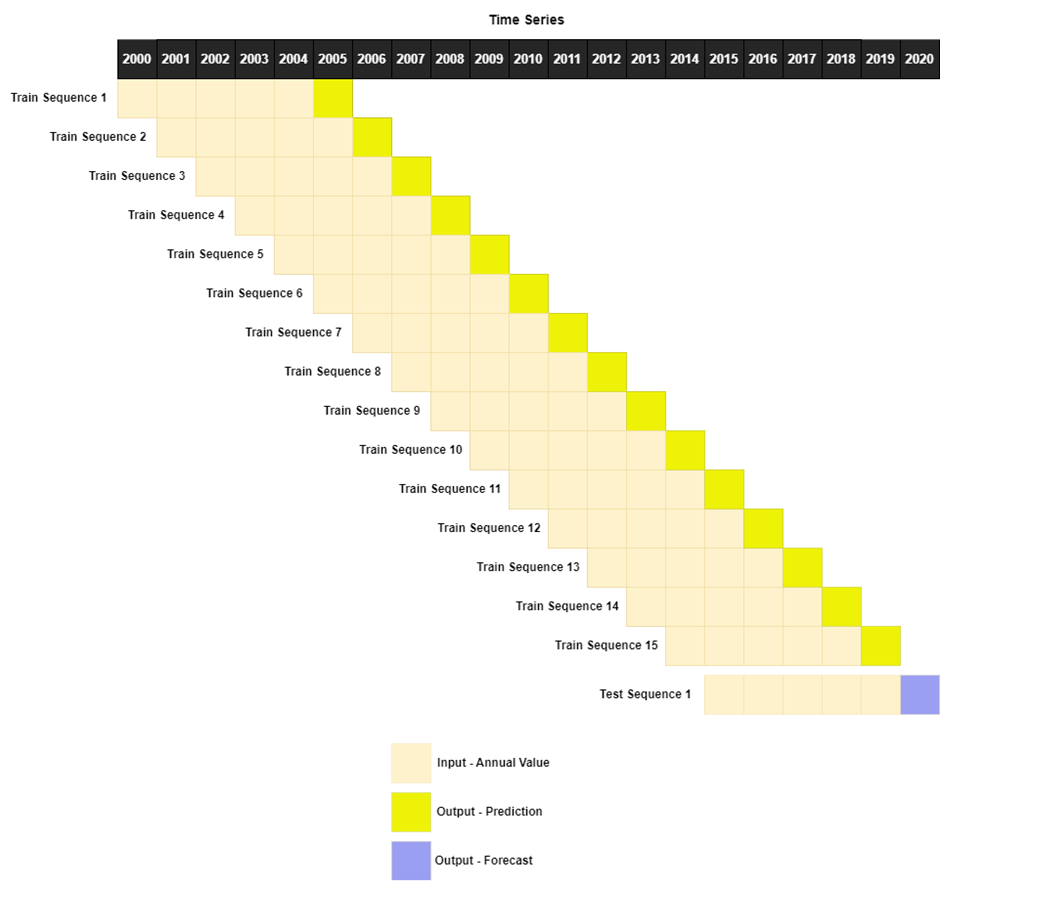 Time Series
2000 2001 2002 2003 2004 2005 2006 2007 2008 2009 2010 2011 2012 2013 2014 2015 2016 2017 2018 2019 2020
Train Sequence 1
Train Sequence 2
Train Sequence 3
Train Sequence 4
Train Sequence 5
Train Sequence 6
Train Sequence 7
Train Sequence 8
Train Sequence 9
Train Sequence 10
Train Sequence 11
Train Sequence 12
Train Sequence 13
Train Sequence 14
Train Sequence 15
Test Sequence 1
Input - Annual Value
Output - Prediction
Output - Forecast